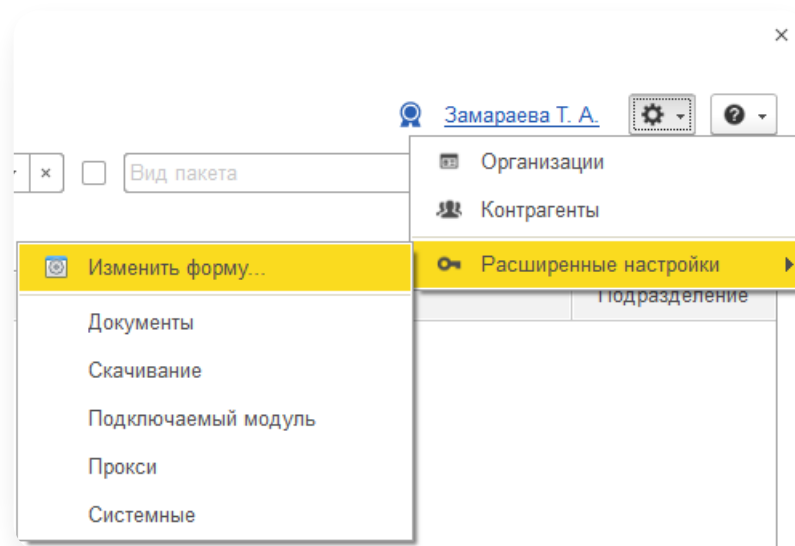 Замараева Т. А.
Вид пакета
Организации
Контрагенты
Расширенные настройки
Подразделение
Изменить форму...
Документы
Скачивание
Подключаемый модуль
Прокси
Системные